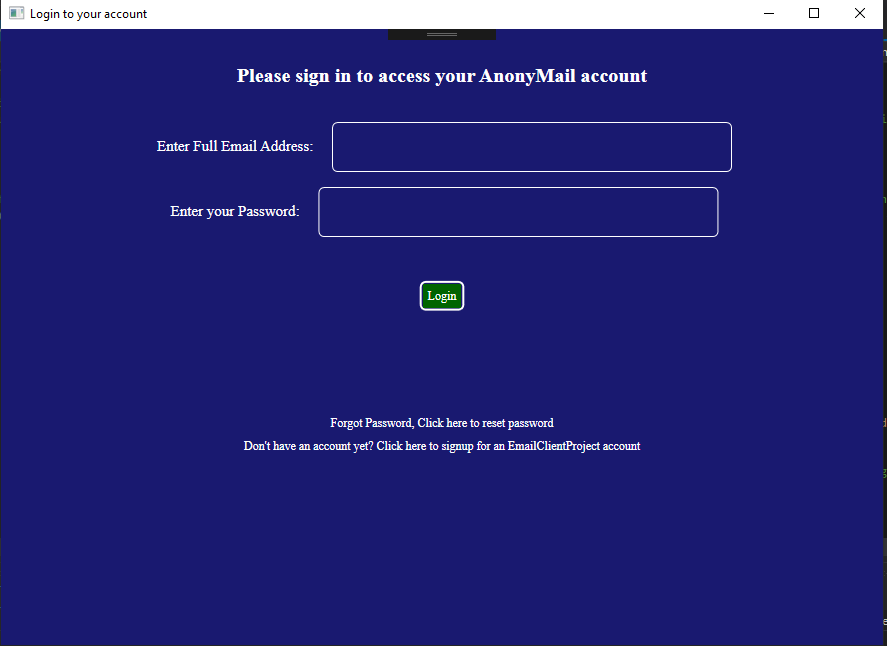 Login to your account
Please sign in to access your AnonyMail account
Enter Full Email Address:
Enter your Password:
Login
Forgot Password, Click here to reset password
Don't have an account yet? Click here to signup for an EmailClientProject account